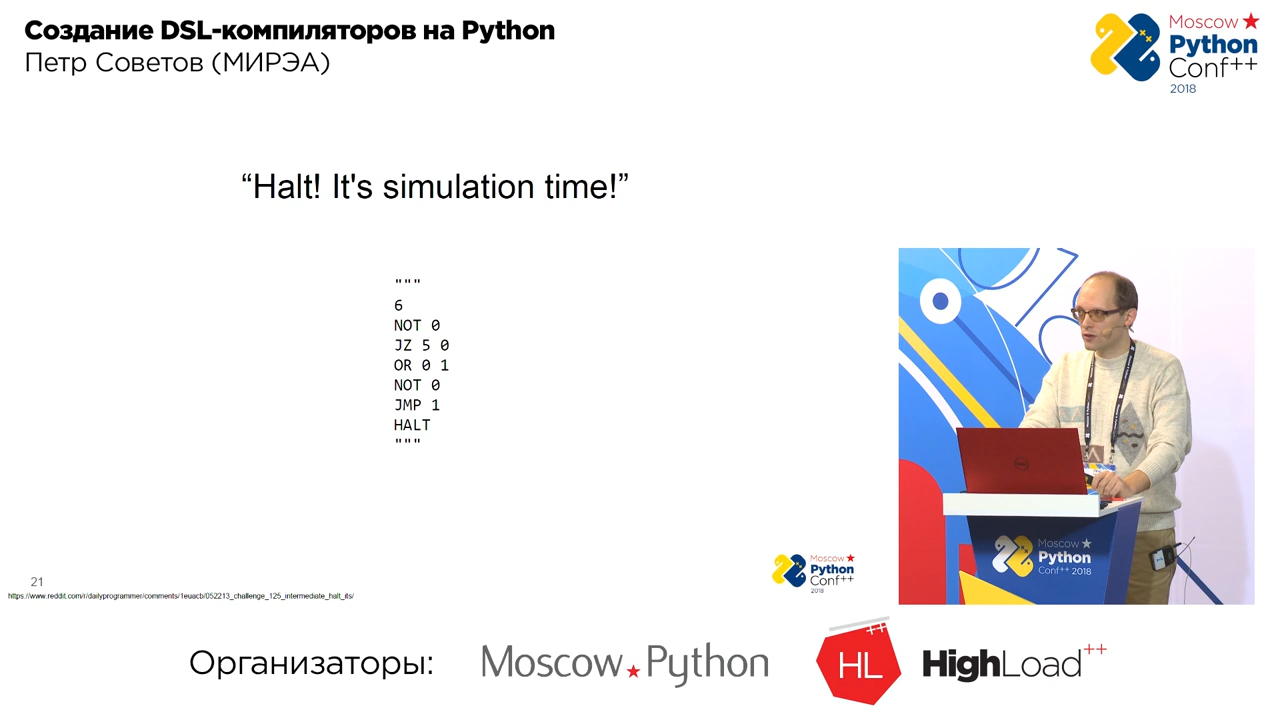 Создание DSL-компиляторов на Python
Петр Советов (МИРЭА)
Moscow
Python
Conf++
2018
“Halt! It's simulation time!”
"""
6
NOT 0
JZ 5 0
OR 0 1
NOT 0
JMP 1
HALT
"""
Moscow
Python
Conf++
2018
Moscow
Python
Conf++ 2018
21
https://www.reddit.com/r/dailyprogrammer/comments/1euacb/052213_challenge_125_intermediate_halt_its/
Организаторы:
Moscow Python
HL++
HighLoad++